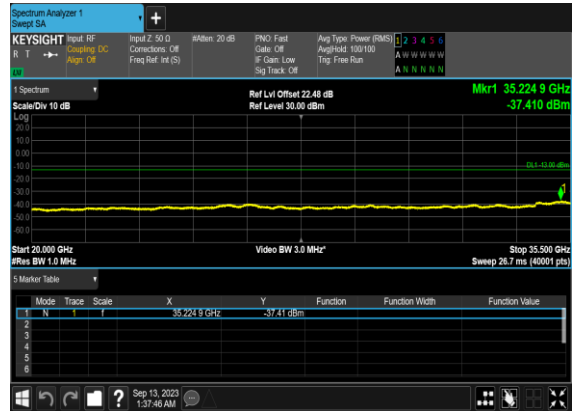 Spectrum Analyzer 1
Swept SA
+
KEYSIGHT Input: RF Input Z: 50 Ω #Atten: 20 dB PNO: Fast Avg Type: Power (RMS) 1 2 3 4 5 6
R T Coupling: DC Corrections: Off Gate: Off Avg|Hold: 100/100 A W W W W W
Align: Off Freq Ref: Int (S) IF Gain: Low Trig: Free Run
LW Sig Track: Off A N N N N N
1 Spectrum Ref Lvl Offset 22.48 dB Mkr1 35.224 9 GHz
Scale/Div 10 dB Ref Level 30.00 dBm -37.410 dBm
Log
20.0
10.0
0.00
-10.0 DL1 -13.00 dBm
-20.0
-30.0 1
-40.0
-50.0
-60.0
Start 20.000 GHz Video BW 3.0 MHz* Stop 35.500 GHz
#Res BW 1.0 MHz Sweep 26.7 ms (40001 pts)
5 Marker Table
Mode Trace Scale X Y Function Function Width Function Value
1 N 1 f 35.224 9 GHz -37.41 dBm
2
3
4
5
6
? Sep 13, 2023
1:37:46 AM